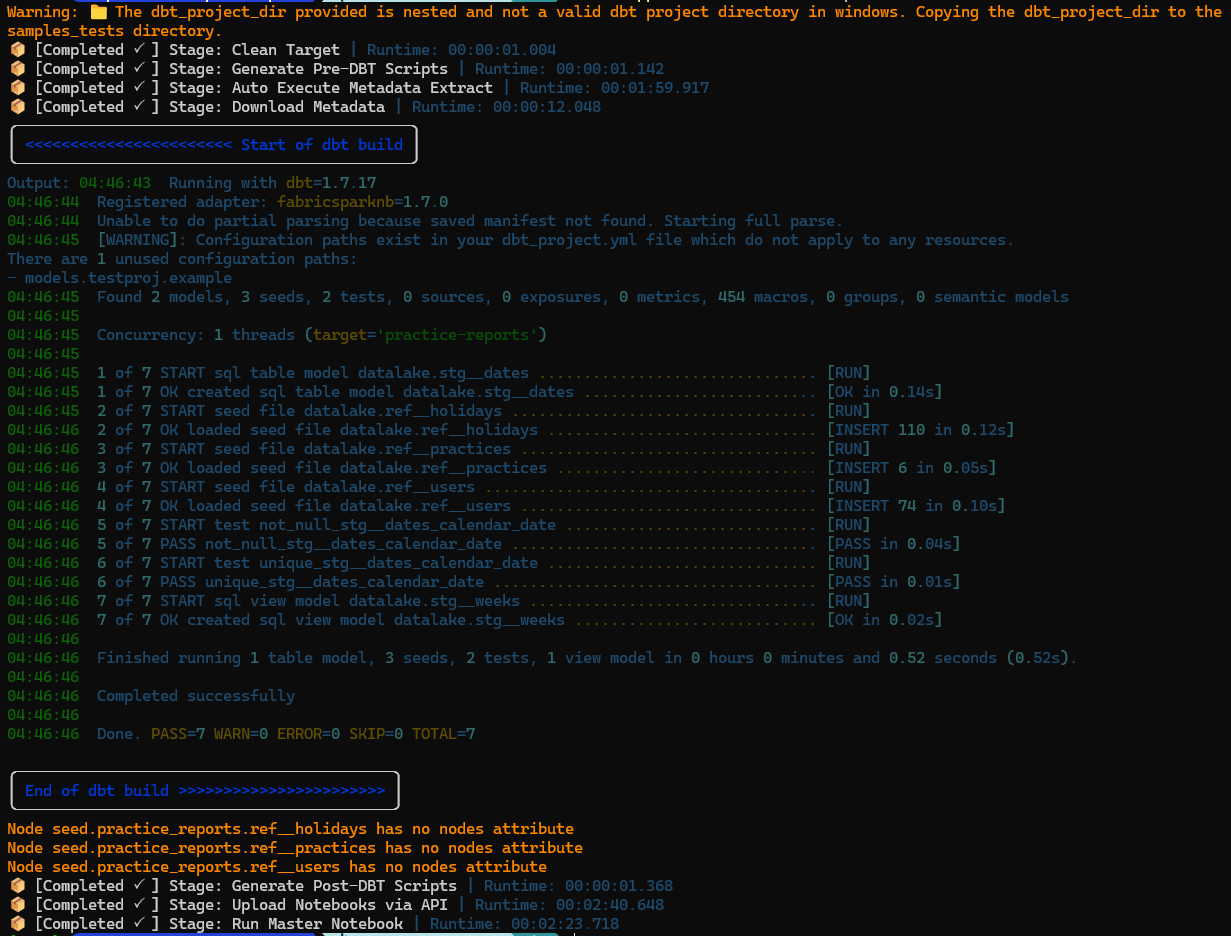 Warning: 📁 The dbt_project_dir provided is nested and not a valid dbt project directory in windows. Copying the dbt_project_dir to the
samples_tests directory.
📦 [Completed ✓ ] Stage: Clean Target | Runtime: 00:00:01.004
📦 [Completed ✓ ] Stage: Generate Pre-DBT Scripts | Runtime: 00:00:01.142
📦 [Completed ✓ ] Stage: Auto Execute Metadata Extract | Runtime: 00:01:59.917
📦 [Completed ✓ ] Stage: Download Metadata | Runtime: 00:00:12.048
<<<<<<<<<<<<<<<<<<<<<<< Start of dbt build
Output: 04:46:43  Running with dbt=1.7.17
04:46:44  Registered adapter: fabricsparknb=1.7.0
04:46:44  Unable to do partial parsing because saved manifest not found. Starting full parse.
04:46:45  [WARNING]: Configuration paths exist in your dbt_project.yml file which do not apply to any resources.
There are 1 unused configuration paths:
- models.testproj.example
04:46:45  Found 2 models, 3 seeds, 2 tests, 0 sources, 0 exposures, 0 metrics, 454 macros, 0 groups, 0 semantic models
04:46:45
04:46:45  Concurrency: 1 threads (target='practice-reports')
04:46:45
04:46:45  1 of 7 START sql table model datalake.stg__dates ............................... [RUN]
04:46:45  1 of 7 OK created sql table model datalake.stg__dates .......................... [OK in 0.14s]
04:46:45  2 of 7 START seed file datalake.ref__holidays .................................. [RUN]
04:46:46  2 of 7 OK loaded seed file datalake.ref__holidays .............................. [INSERT 110 in 0.12s]
04:46:46  3 of 7 START seed file datalake.ref__practices ................................. [RUN]
04:46:46  3 of 7 OK loaded seed file datalake.ref__practices ............................. [INSERT 6 in 0.05s]
04:46:46  4 of 7 START seed file datalake.ref__users ..................................... [RUN]
04:46:46  4 of 7 OK loaded seed file datalake.ref__users ................................. [INSERT 74 in 0.10s]
04:46:46  5 of 7 START test not_null_stg__dates_calendar_date ............................ [RUN]
04:46:46  5 of 7 PASS not_null_stg__dates_calendar_date .................................. [PASS in 0.04s]
04:46:46  6 of 7 START test unique_stg__dates_calendar_date .............................. [RUN]
04:46:46  6 of 7 PASS unique_stg__dates_calendar_date .................................... [PASS in 0.01s]
04:46:46  7 of 7 START sql view model datalake.stg__weeks ................................ [RUN]
04:46:46  7 of 7 OK created sql view model datalake.stg__weeks ........................... [OK in 0.02s]
04:46:46
04:46:46  Finished running 1 table model, 3 seeds, 2 tests, 1 view model in 0 hours 0 minutes and 0.52 seconds (0.52s).
04:46:46
04:46:46  Completed successfully
04:46:46
04:46:46  Done. PASS=7 WARN=0 ERROR=0 SKIP=0 TOTAL=7
End of dbt build >>>>>>>>>>>>>>>>>>>>>>>
Node seed.practice_reports.ref__holidays has no nodes attribute
Node seed.practice_reports.ref__practices has no nodes attribute
Node seed.practice_reports.ref__users has no nodes attribute
📦 [Completed ✓ ] Stage: Generate Post-DBT Scripts | Runtime: 00:00:01.368
📦 [Completed ✓ ] Stage: Upload Notebooks via API | Runtime: 00:02:40.648
📦 [Completed ✓ ] Stage: Run Master Notebook | Runtime: 00:02:23.718